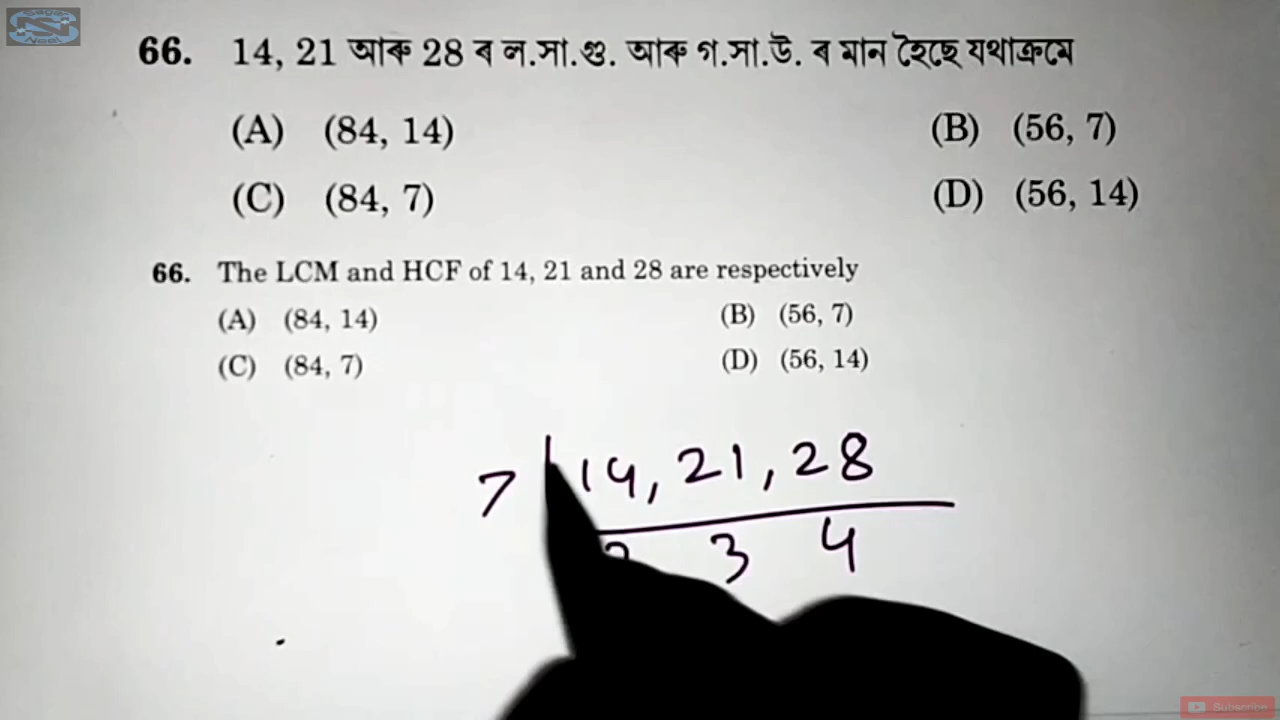 66. 14, 21 আৰু 28 ৰ ল.সা.গু. আৰু গ.সা.উ. ৰ মান হৈছে যথাক্ৰমে
(A) (84, 14) (B) (56, 7)
(C) (84, 7) (D) (56, 14)
66. The LCM and HCF of 14, 21 and 28 are respectively
(A) (84, 14) (B) (56, 7)
(C) (84, 7) (D) (56, 14)
7 14, 21, 28
3 4
Subscribe